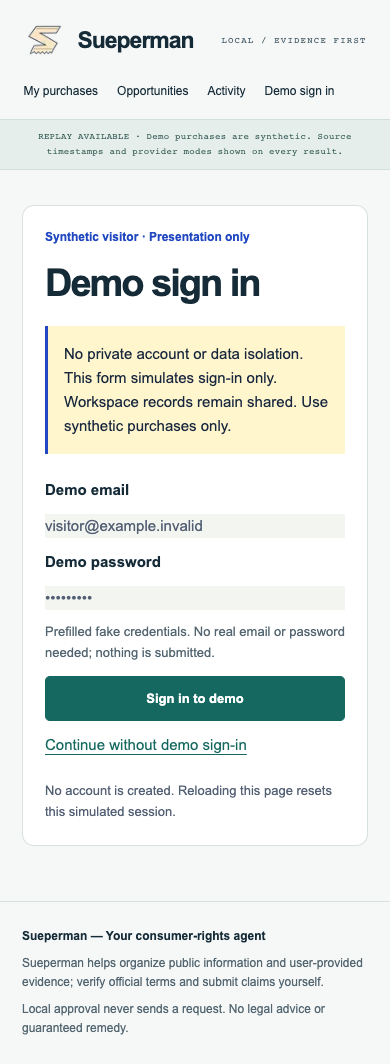 Sueperman
LOCAL / EVIDENCE FIRST
My purchases Opportunities Activity Demo sign in
REPLAY AVAILABLE · Demo purchases are synthetic. Source
timestamps and provider modes shown on every result.
Synthetic visitor · Presentation only
Demo sign in
No private account or data isolation.
This form simulates sign-in only.
Workspace records remain shared. Use
synthetic purchases only.
Demo email
visitor@example.invalid
Demo password
•••••••••
Prefilled fake credentials. No real email or password
needed; nothing is submitted.
Sign in to demo
Continue without demo sign-in
No account is created. Reloading this page resets
this simulated session.
Sueperman — Your consumer-rights agent
Sueperman helps organize public information and user-provided
evidence; verify official terms and submit claims yourself.
Local approval never sends a request. No legal advice or
guaranteed remedy.